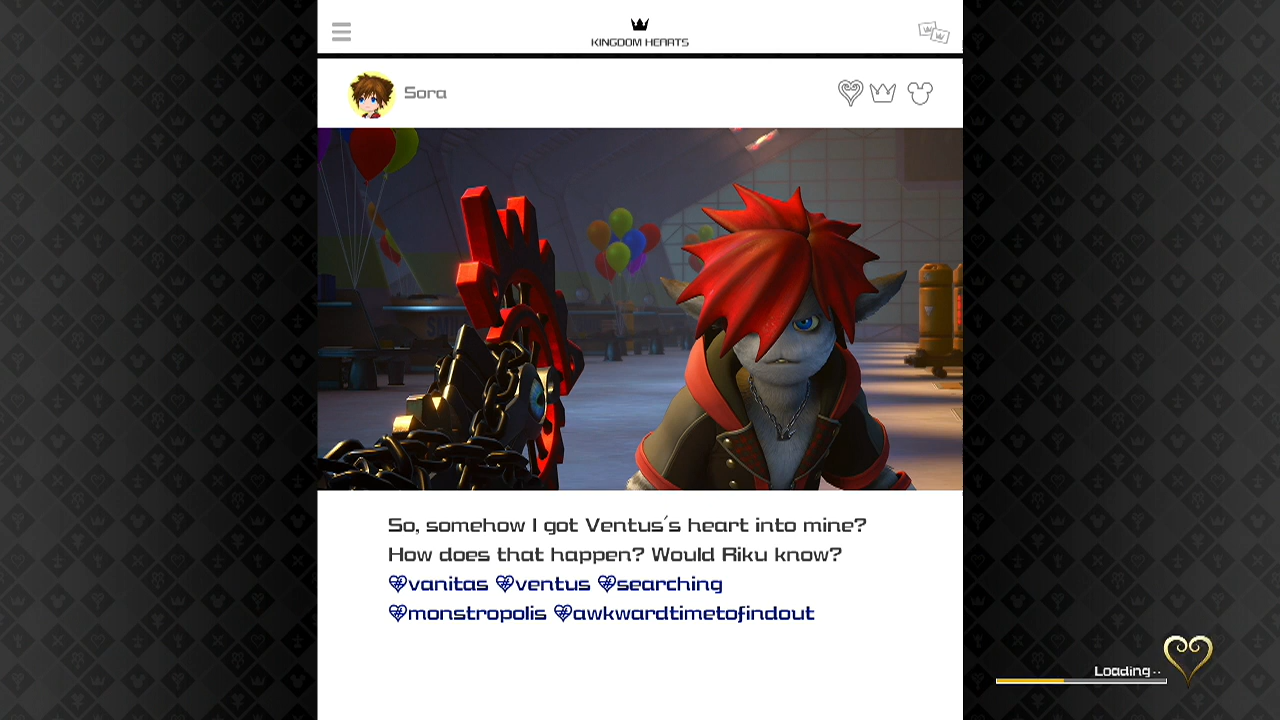 KINGDOM HEARTS
Sora
So, somehow I got Ventus's heart into mine?
How does that happen? Would Riku know?
vanitas ventus searching
monstropolis awkwardtimetofindout
Loading··